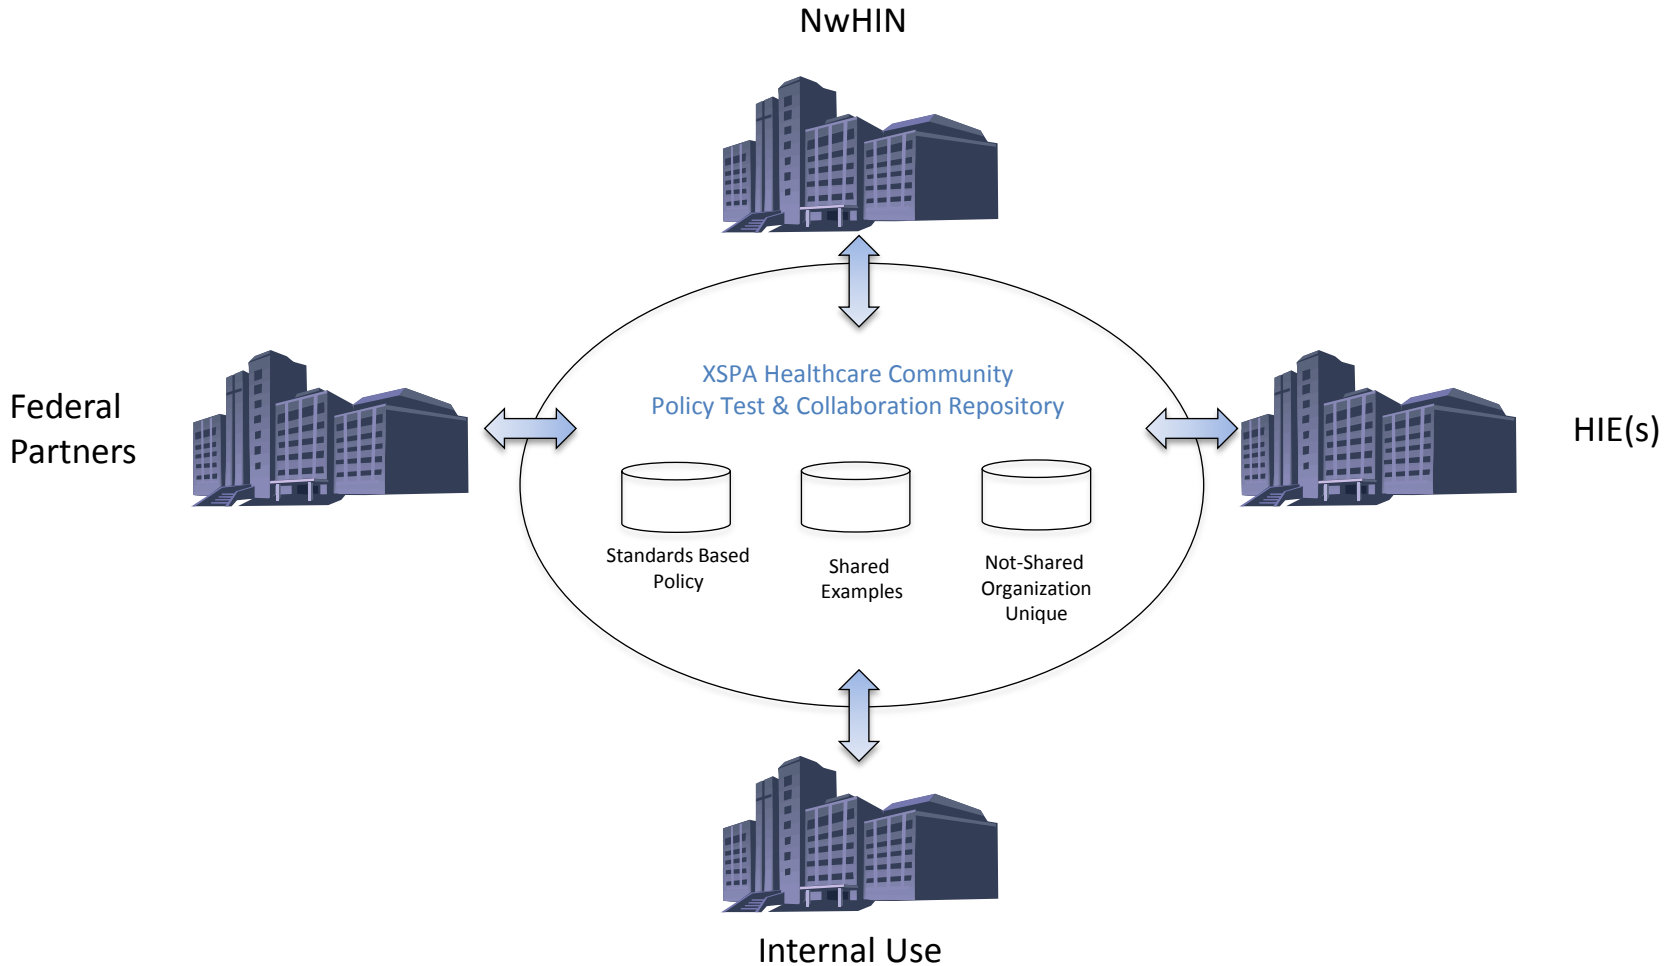 NwHIN
XSPA Healthcare Community
Policy Test & Collaboration Repository
Federal
Partners
HIE(s)
Standards Based
Policy
Shared
Examples
Not-Shared
Organization
Unique
Internal Use